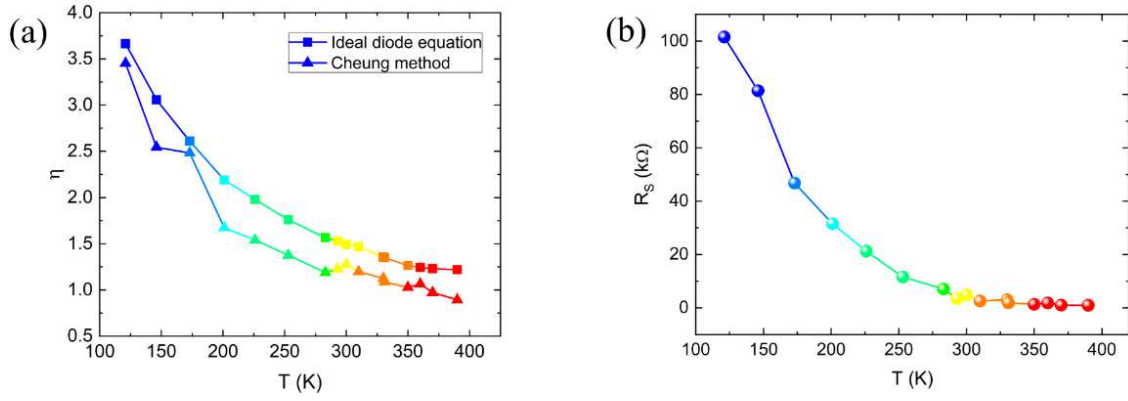 (a)
4.0
3.5
3.0
2.5
2.0
1.5
1.0
0.5
η
Ideal diode equation
Cheung method
100 150 200 250 300 350 400
T (K)
(b)
100
80
60
40
20
0
R_S (kΩ)
100 150 200 250 300 350 400
T (K)